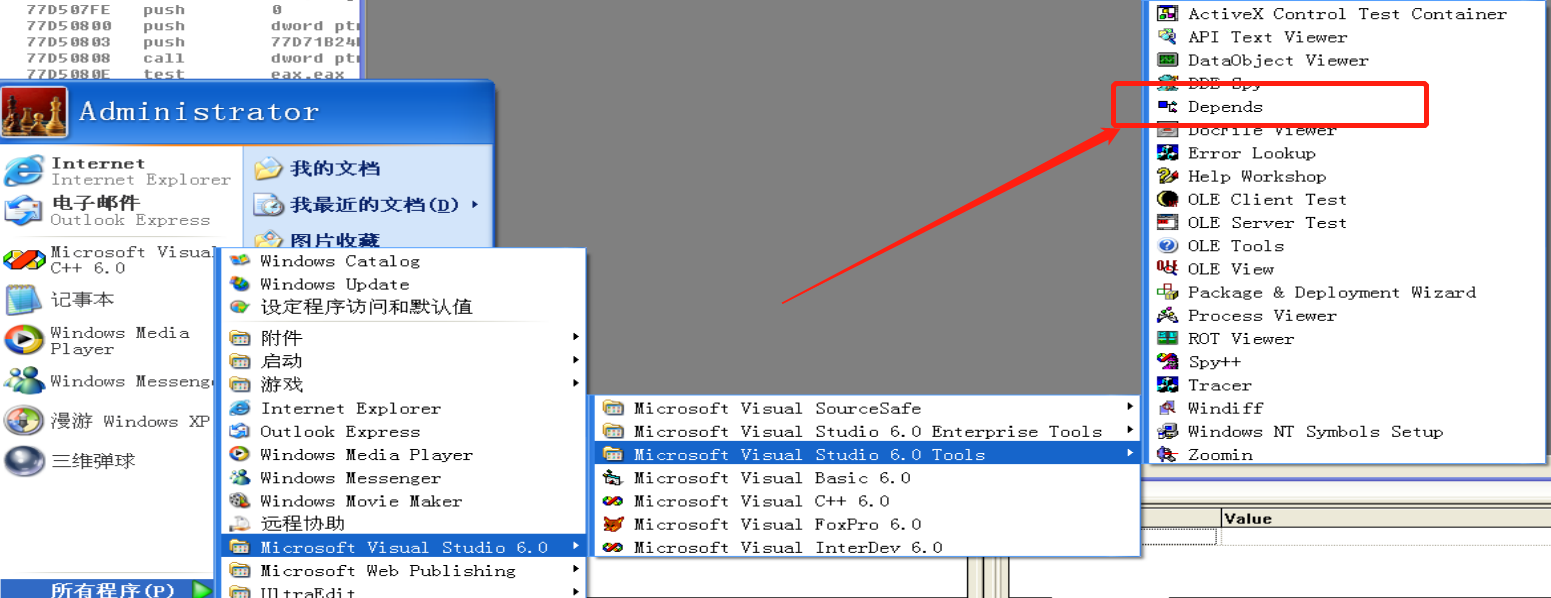 77D507FE push 0
77D50800 push dword pt
77D50803 push 77D71B24
77D50808 call dword pt
77D5080E test eax,eax
Administrator
Internet
Internet Explorer
电子邮件
Outlook Express
Microsoft Visual
C++ 6.0
记事本
Windows Media
Player
Windows Messeng
漫游 Windows XP
三维弹球
所有程序(P)
我的文档
我最近的文档(D)
图片收藏
Windows Catalog
Windows Update
设定程序访问和默认值
附件
启动
游戏
Internet Explorer
Outlook Express
Windows Media Player
Windows Messenger
Windows Movie Maker
远程协助
Microsoft Visual Studio 6.0
Microsoft Web Publishing
UltraEdit
Microsoft Visual SourceSafe
Microsoft Visual Studio 6.0 Enterprise Tools
Microsoft Visual Studio 6.0 Tools
Microsoft Visual Basic 6.0
Microsoft Visual C++ 6.0
Microsoft Visual FoxPro 6.0
Microsoft Visual InterDev 6.0
ActiveX Control Test Container
API Text Viewer
DataObject Viewer
DDE Spy
Depends
DocFile Viewer
Error Lookup
Help Workshop
OLE Client Test
OLE Server Test
OLE Tools
OLE View
Package & Deployment Wizard
Process Viewer
ROT Viewer
Spy++
Tracer
Windiff
Windows NT Symbols Setup
Zoomin
Value